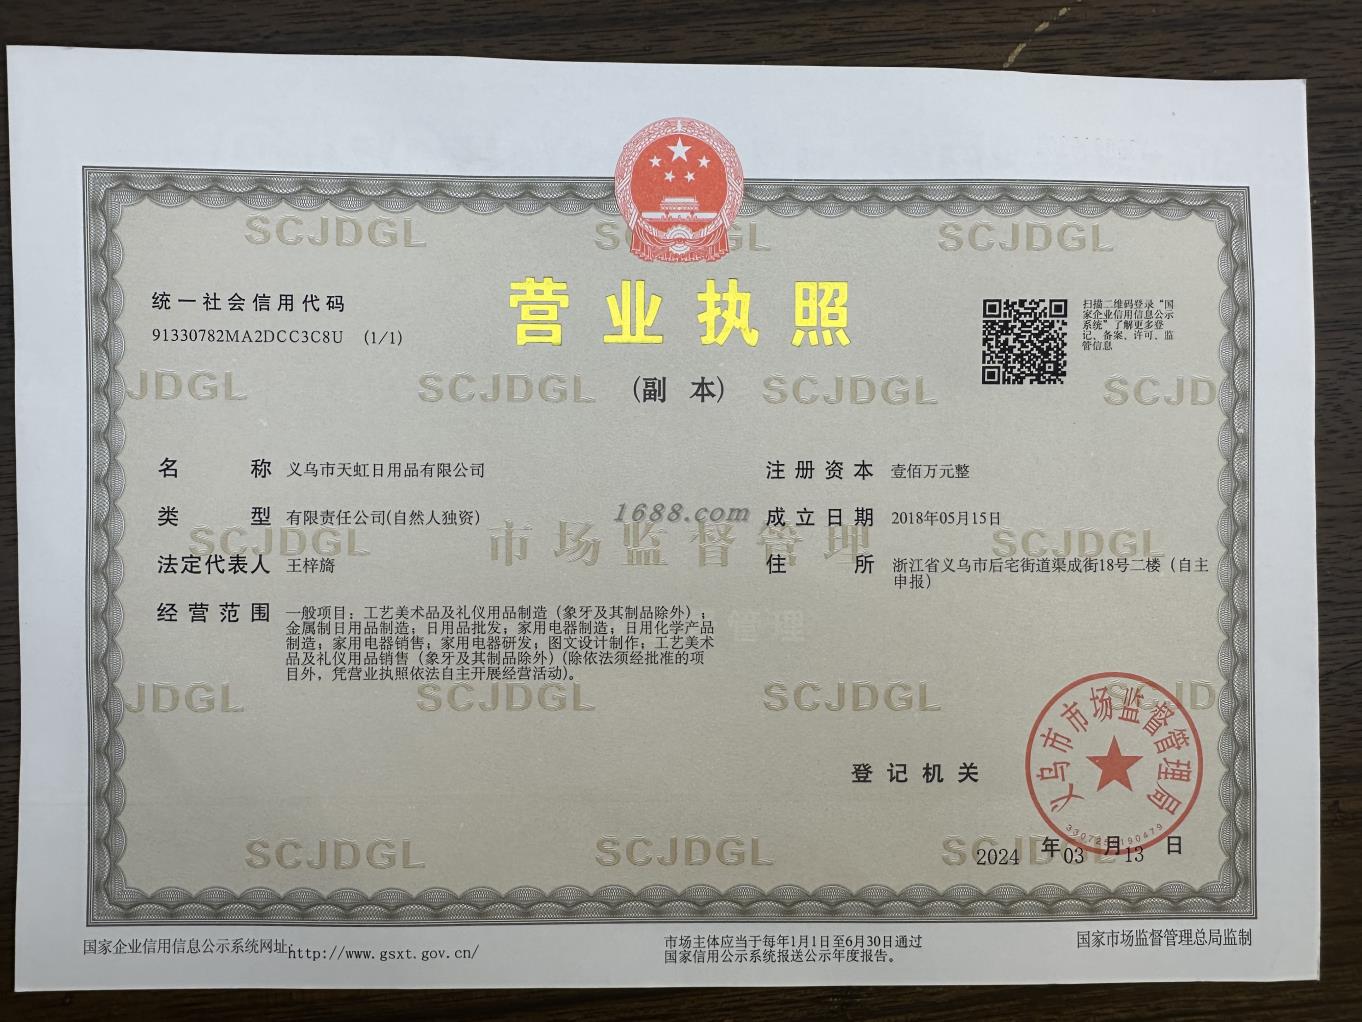 SCJDGL SCJDGL SCJDGL
营业执照
统一社会信用代码
91330782MA2DCC3C8U (1/1)
扫描二维码登录“国
家企业信用信息公示
系统”了解更多登
记、备案、许可、监
管信息
JDGL SCJDGL (副 本) SCJDGL SCJD
名 称 义乌市天虹日用品有限公司
注册资本 壹佰万元整
类 型 有限责任公司(自然人独资)
1688.com
成立日期 2018年05月15日
SCJDGL 市场监督管理 SCJDGL
法定代表人 王梓旖
住 所 浙江省义乌市后宅街道渠成街18号二楼（自主
申报）
经营范围 一般项目：工艺美术品及礼仪用品制造（象牙及其制品除外）；
金属制日用品制造；日用品批发；家用电器制造；日用化学产品
制造；家用电器销售；家用电器研发；图文设计制作；工艺美术
品及礼仪用品销售（象牙及其制品除外）(除依法须经批准的项
目外，凭营业执照依法自主开展经营活动)。
JDGL SCJDGL SCJDGL SCJD
义乌市市场监督管理局
登记机关
SCJDGL SCJDGL SCJDGL
2024 年 03 月 13 日
国家企业信用信息公示系统网址:http://www.gsxt.gov.cn/
市场主体应当于每年1月1日至6月30日通过
国家信用公示系统报送公示年度报告。
国家市场监督管理总局监制